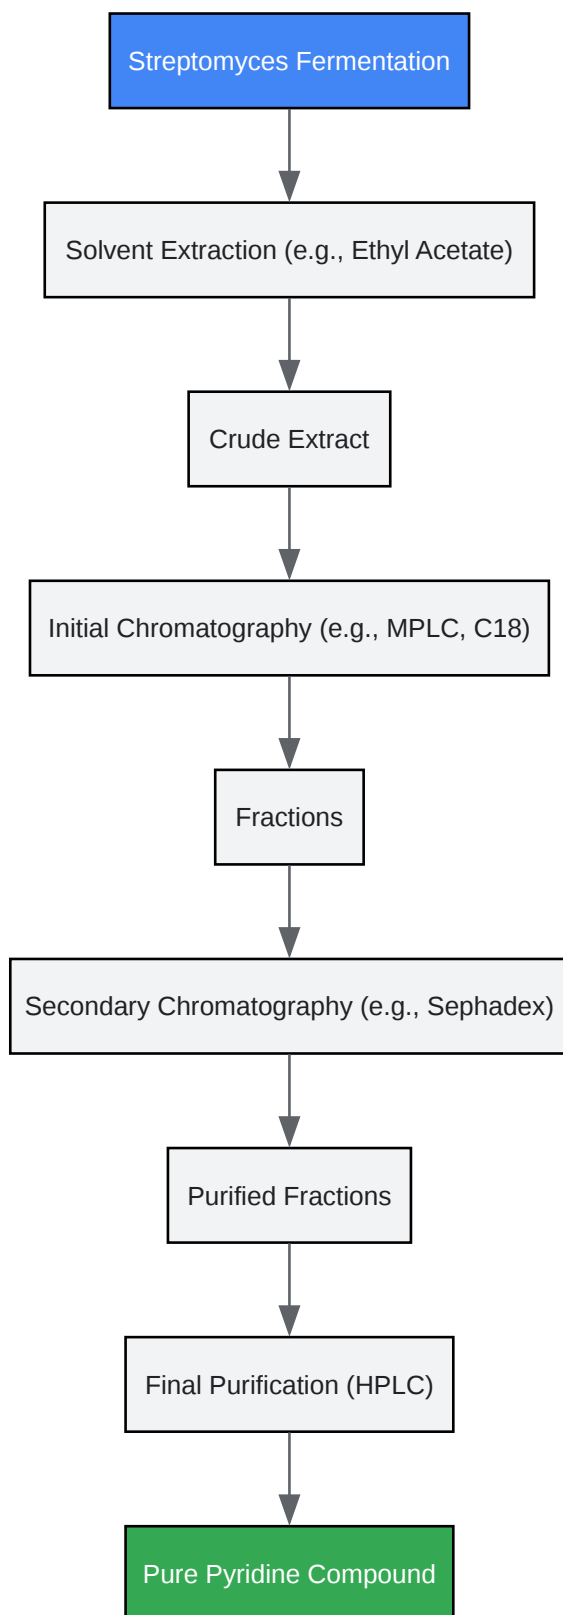 Streptomyces Fermentation
Solvent Extraction (e.g., Ethyl Acetate)
Crude Extract
Initial Chromatography (e.g., MPLC, C18)
Fractions
Secondary Chromatography (e.g., Sephadex)
Purified Fractions
Final Purification (HPLC)
Pure Pyridine Compound